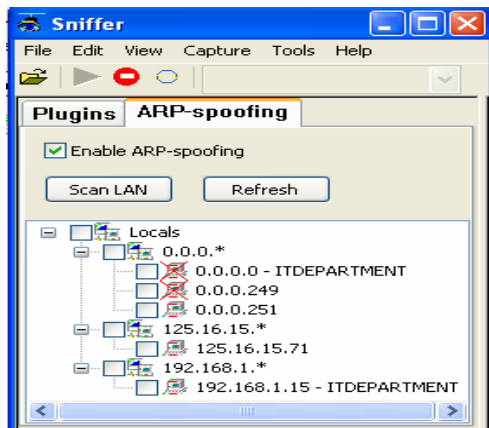 Sniffer
File Edit View Capture Tools Help
Plugins ARP-spoofing
Enable ARP-spoofing
Scan LAN Refresh
Locals
0.0.0.*
0.0.0.0 - ITDEPARTMENT
0.0.0.249
0.0.0.251
125.16.15.*
125.16.15.71
192.168.1.*
192.168.1.15 - ITDEPARTMENT